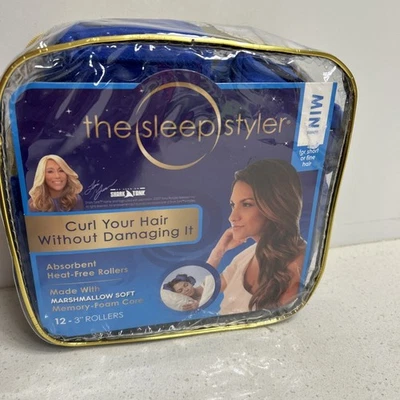 the sleep styler
MINI
for short
or fine
hair
SHARK TANK
Curl Your Hair
Without Damaging It
Absorbent
Heat-Free Rollers
Made With
MARSHMALLOW SOFT
Memory-Foam Core
12 - 3" ROLLERS